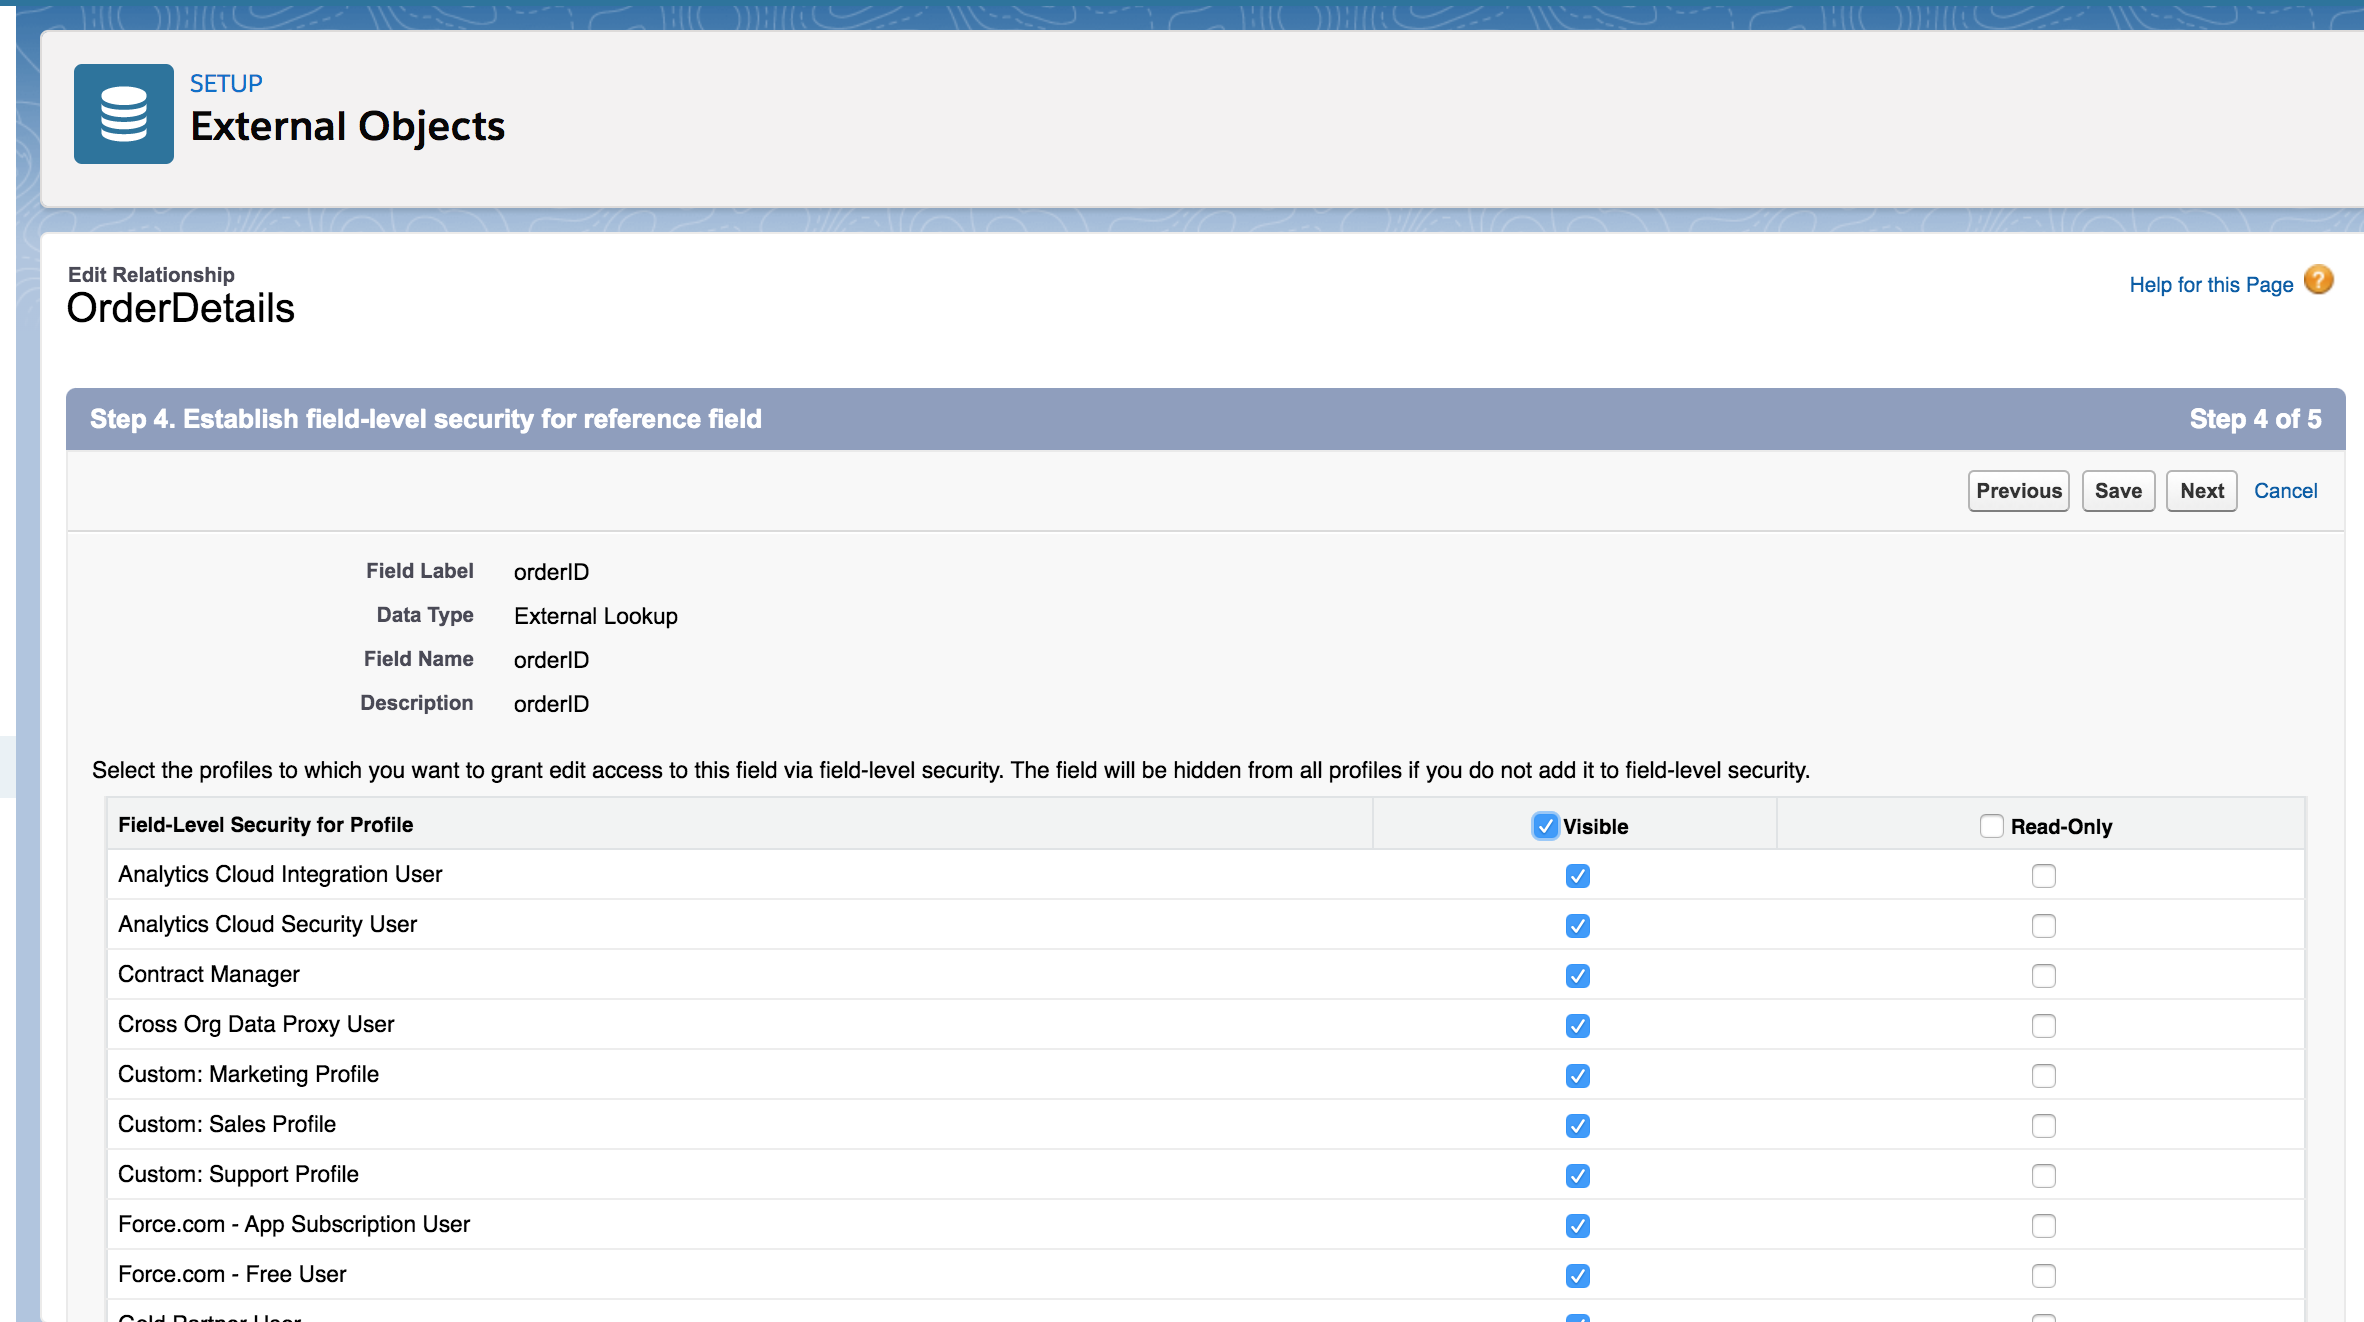 SETUP
External Objects
Edit Relationship
OrderDetails
Help for this Page ?
Step 4. Establish field-level security for reference field Step 4 of 5
Previous Save Next Cancel
Field Label orderID
Data Type External Lookup
Field Name orderID
Description orderID
Select the profiles to which you want to grant edit access to this field via field-level security. The field will be hidden from all profiles if you do not add it to field-level security.
Field-Level Security for Profile Visible Read-Only
Analytics Cloud Integration User
Analytics Cloud Security User
Contract Manager
Cross Org Data Proxy User
Custom: Marketing Profile
Custom: Sales Profile
Custom: Support Profile
Force.com - App Subscription User
Force.com - Free User
Gold Partner User